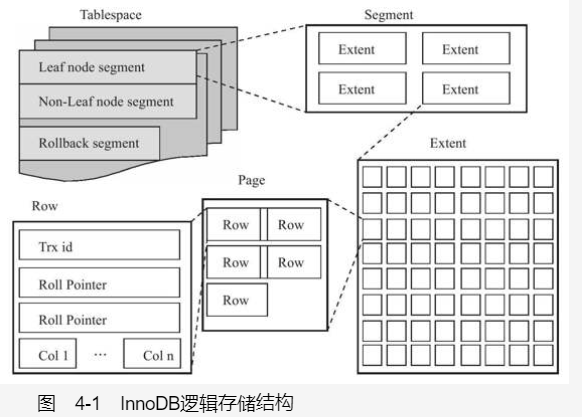 Tablespace
Segment
Leaf node segment
Non-Leaf node segment
Rollback segment
Extent
Extent
Extent
Extent
Extent
Page
Row
Row
Row
Row
Row
Row
Trx id
Roll Pointer
Roll Pointer
Col 1
…
Col n
图 4-1 InnoDB逻辑存储结构